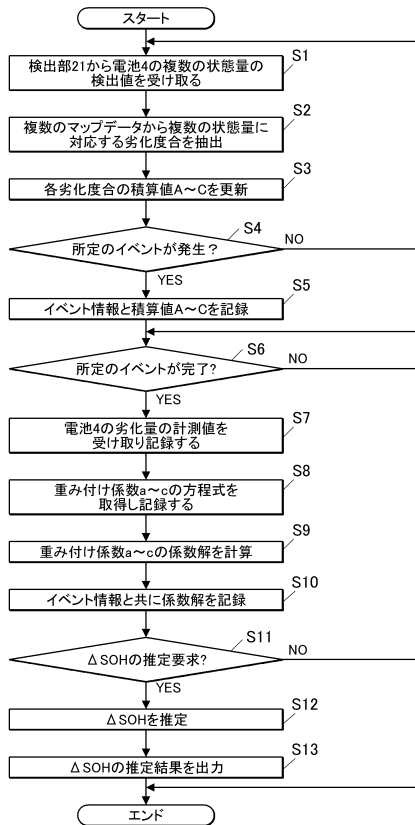 スタート
S1
検出部21から電池4の複数の状態量の
検出値を受け取る
S2
複数のマップデータから複数の状態量に
対応する劣化度合を抽出
S3
各劣化度合の積算値A～Cを更新
S4
所定のイベントが発生？
NO
YES
S5
イベント情報と積算値A～Cを記録
S6
所定のイベントが完了?
NO
YES
S7
電池4の劣化量の計測値を
受け取り記録する
S8
重み付け係数a～cの方程式を
取得し記録する
S9
重み付け係数a～cの係数解を計算
S10
イベント情報と共に係数解を記録
S11
ΔSOHの推定要求?
NO
YES
S12
ΔSOHを推定
S13
ΔSOHの推定結果を出力
エンド